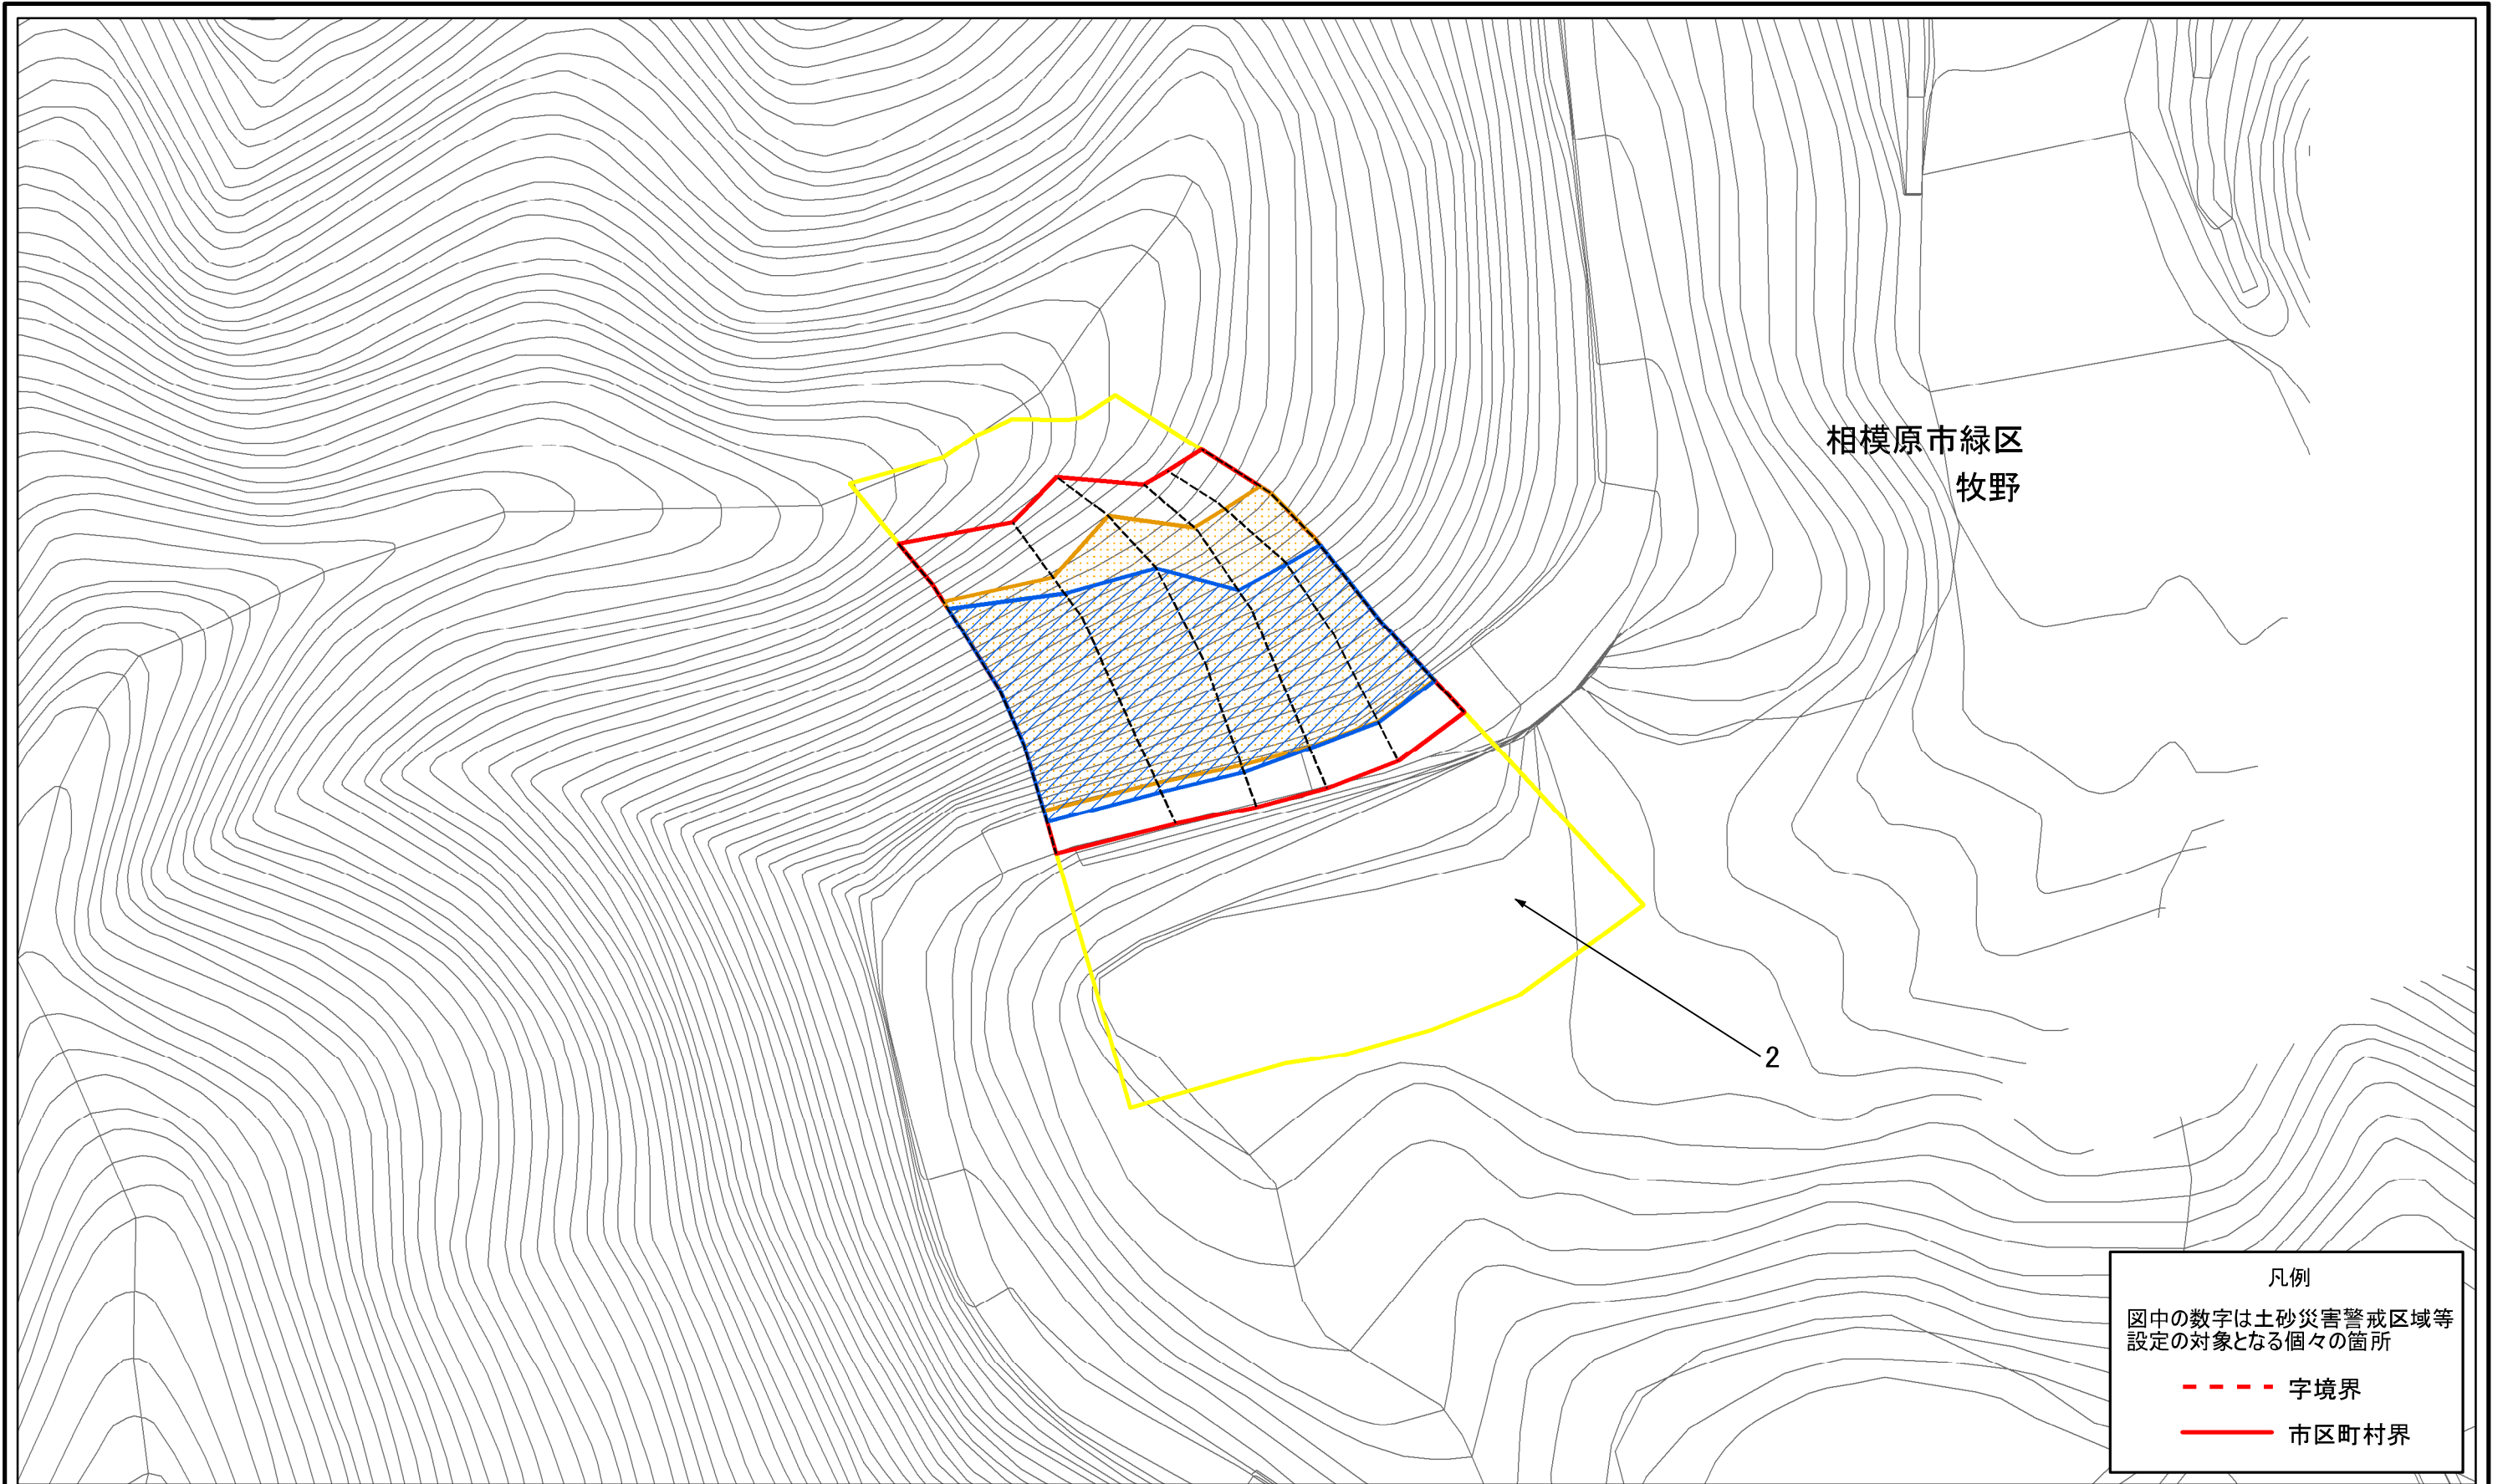 相模原市緑区
牧野
2
凡例
図中の数字は土砂災害警戒区域等
設定の対象となる個々の箇所
字境界
市区町村界